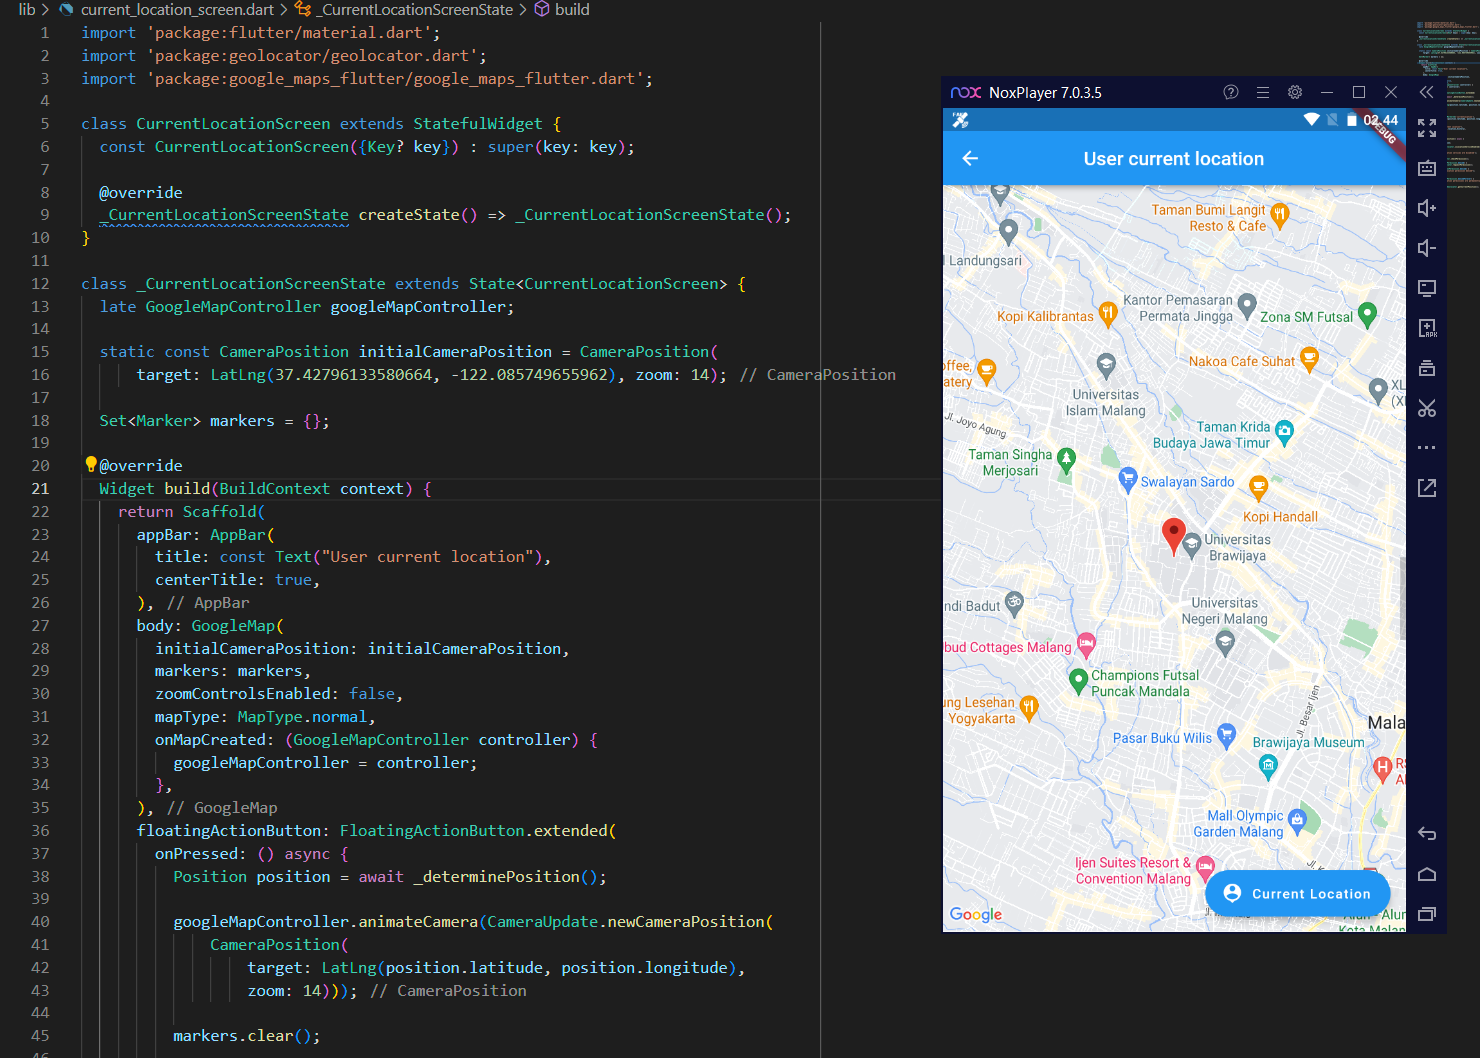 lib > current_location_screen.dart > _CurrentLocationScreenState > build
1 import 'package:flutter/material.dart';
2 import 'package:geolocator/geolocator.dart';
3 import 'package:google_maps_flutter/google_maps_flutter.dart';
4
5 class CurrentLocationScreen extends StatefulWidget {
6 const CurrentLocationScreen({Key? key}) : super(key: key);
7
8 @override
9 _CurrentLocationScreenState createState() => _CurrentLocationScreenState();
10 }
11
12 class _CurrentLocationScreenState extends State<CurrentLocationScreen> {
13 late GoogleMapController googleMapController;
14
15 static const CameraPosition initialCameraPosition = CameraPosition(
16 target: LatLng(37.42796133580664, -122.085749655962), zoom: 14); // CameraPosition
17
18 Set<Marker> markers = {};
19
20 @override
21 Widget build(BuildContext context) {
22 return Scaffold(
23 appBar: AppBar(
24 title: const Text("User current location"),
25 centerTitle: true,
26 ), // AppBar
27 body: GoogleMap(
28 initialCameraPosition: initialCameraPosition,
29 markers: markers,
30 zoomControlsEnabled: false,
31 mapType: MapType.normal,
32 onMapCreated: (GoogleMapController controller) {
33 googleMapController = controller;
34 },
35 ), // GoogleMap
36 floatingActionButton: FloatingActionButton.extended(
37 onPressed: () async {
38 Position position = await _determinePosition();
39
40 googleMapController.animateCamera(CameraUpdate.newCameraPosition(
41 CameraPosition(
42 target: LatLng(position.latitude, position.longitude),
43 zoom: 14))); // CameraPosition
44
45 markers.clear();
46
nox NoxPlayer 7.0.3.5
02.44
DEBUG
User current location
Taman Bumi Langit
Resto & Cafe
Landungsari
Kantor Pemasaran
Permata Jingga
Kopi Kalibrantas
Zona SM Futsal
Nakoa Cafe Suhat
offee,
atery
XL
(X
Universitas
Islam Malang
Jl. Joyo Agung
Taman Krida
Budaya Jawa Timur
Taman Singha
Merjosari
Swalayan Sardo
Kopi Handall
Universitas
Brawijaya
ndi Badut
Universitas
Negeri Malang
bud Cottages Malang
Champions Futsal
Puncak Mandala
ung Lesehan
Yogyakarta
Jl. Besar Ijen
Mala
Pasar Buku Wilis
Brawijaya Museum
H
RS
A
Mall Olympic
Garden Malang
Ijen Suites Resort &
Convention Malang
Current Location
Google
Alun
Kota Malan
APK